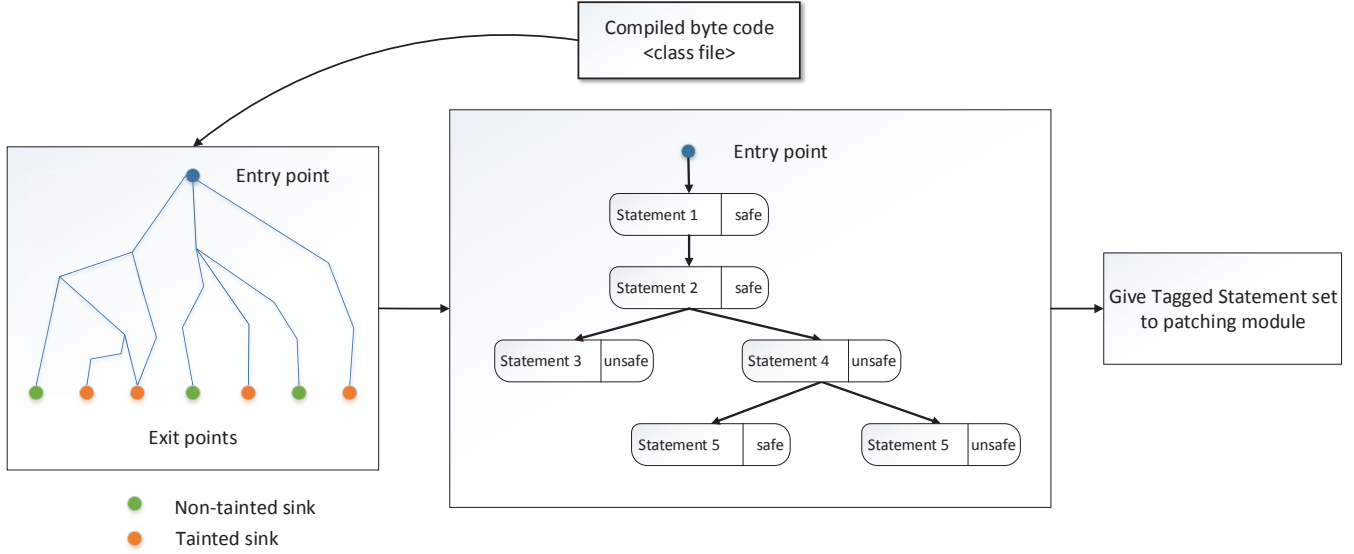 Compiled byte code
<class file>
Entry point
Exit points
Non-tainted sink
Tainted sink
Entry point
Statement 1 safe
Statement 2 safe
Statement 3 unsafe
Statement 4 unsafe
Statement 5 safe
Statement 5 unsafe
Give Tagged Statement set
to patching module